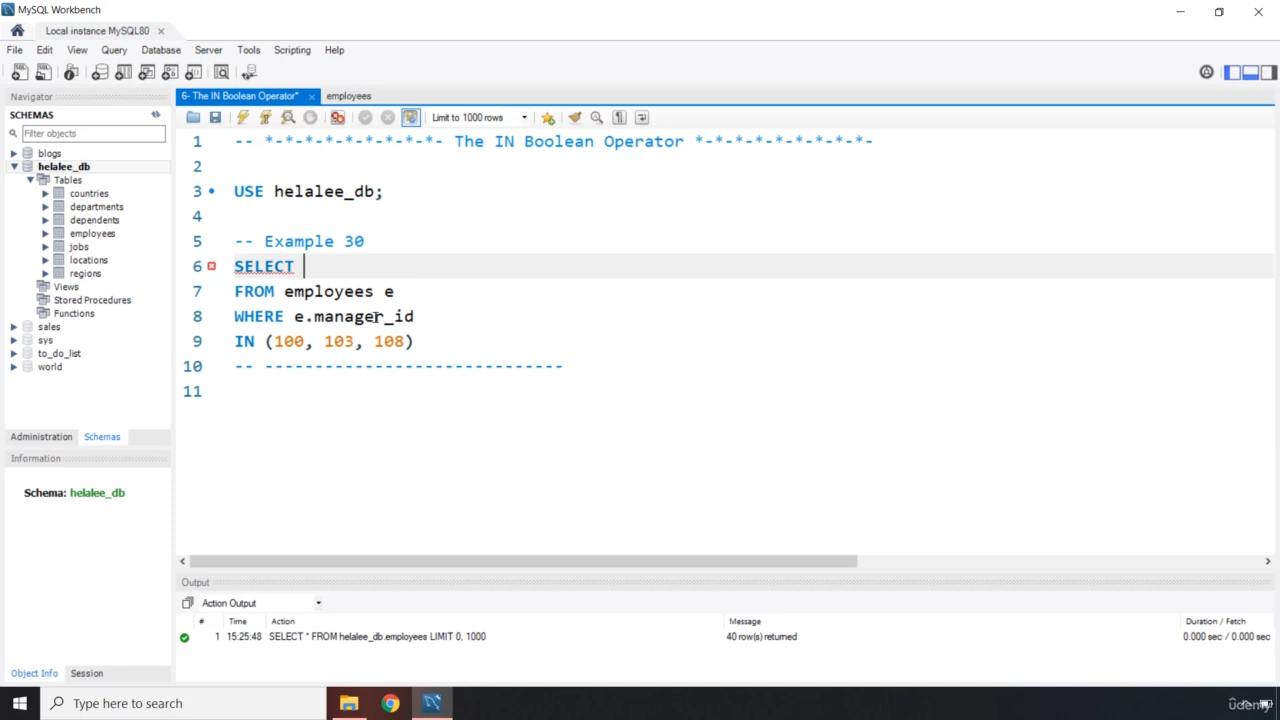 MySQL Workbench
Local instance MySQL80
File Edit View Query Database Server Tools Scripting Help
Navigator
SCHEMAS
Filter objects
blogs
helalee_db
Tables
countries
departments
dependents
employees
jobs
locations
regions
Views
Stored Procedures
Functions
sales
sys
to_do_list
world
Administration Schemas
Information
Schema: helalee_db
Object Info Session
6- The IN Boolean Operator* employees
Limit to 1000 rows
1 -- *-*-*-*-*-*-*-*-*- The IN Boolean Operator *-*-*-*-*-*-*-*-*-
2
3 USE helalee_db;
4
5 -- Example 30
6 SELECT
7 FROM employees e
8 WHERE e.manager_id
9 IN (100, 103, 108)
10 -- ------------------------------
11
Output
Action Output
# Time Action Message Duration / Fetch
1 15:25:48 SELECT * FROM helalee_db.employees LIMIT 0, 1000 40 row(s) returned 0.000 sec / 0.000 sec
Type here to search
udemy